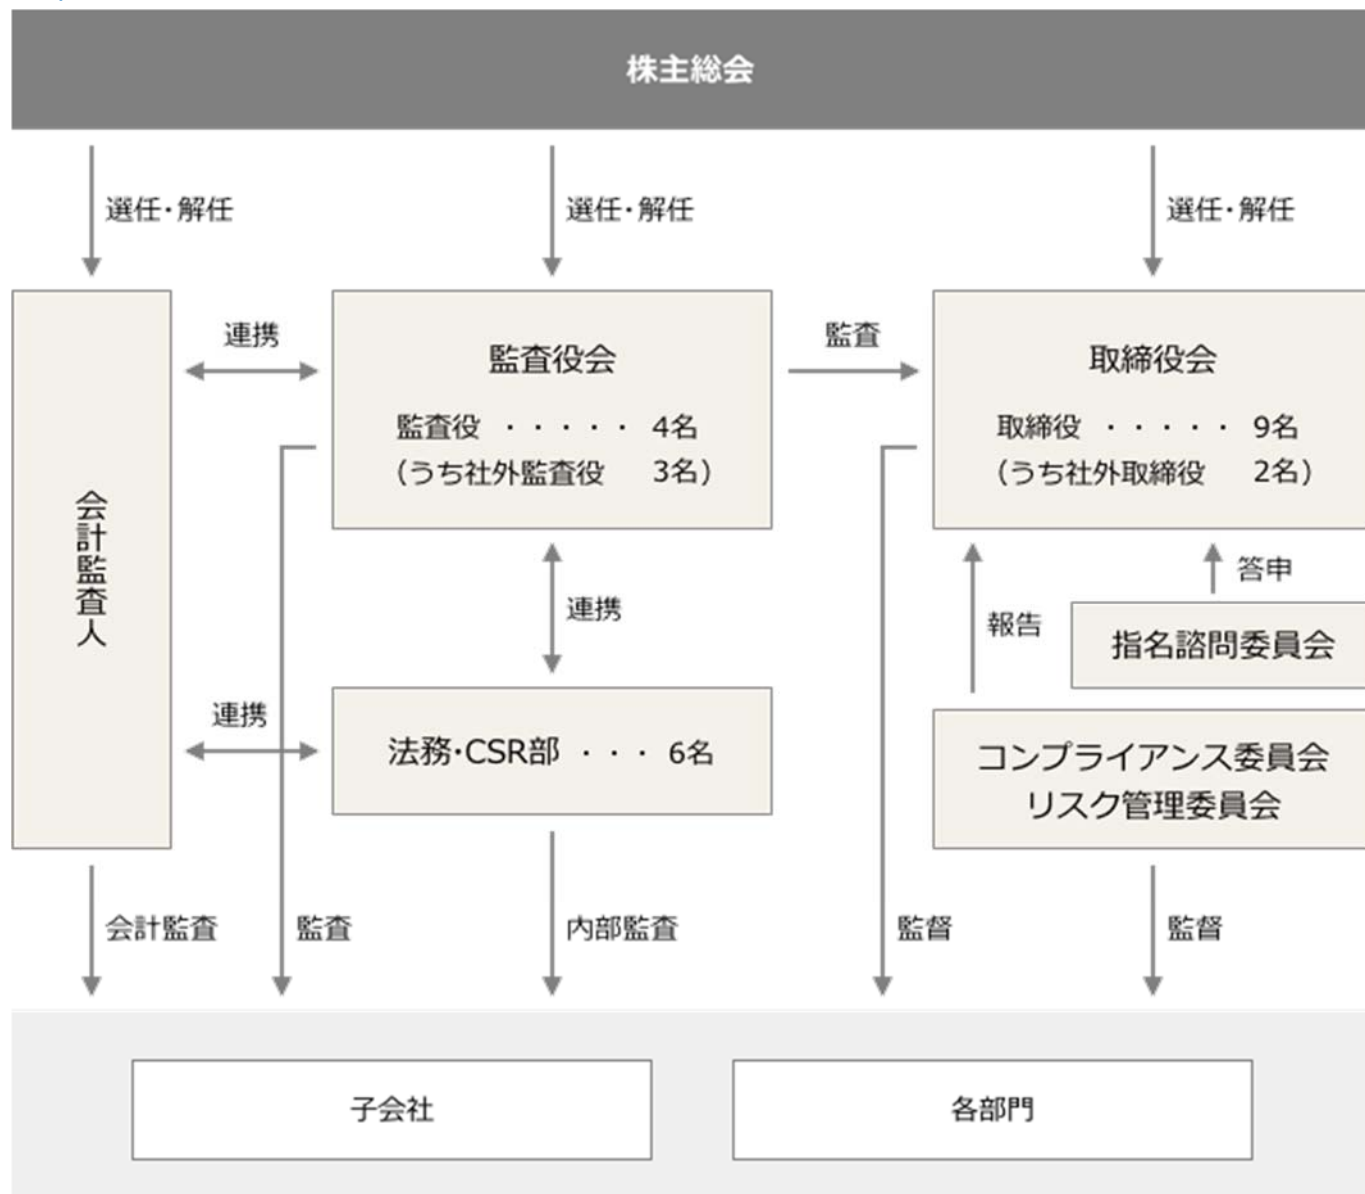 株主総会
選任・解任
選任・解任
選任・解任
会計監査人
連携
監査役会
監査役 ・・・・・ 4名
（うち社外監査役 3名）
監査
取締役会
取締役 ・・・・・ 9名
（うち社外取締役 2名）
連携
報告
答申
指名諮問委員会
連携
法務・CSR部 ・・・ 6名
コンプライアンス委員会
リスク管理委員会
会計監査
監査
内部監査
監督
監督
子会社
各部門